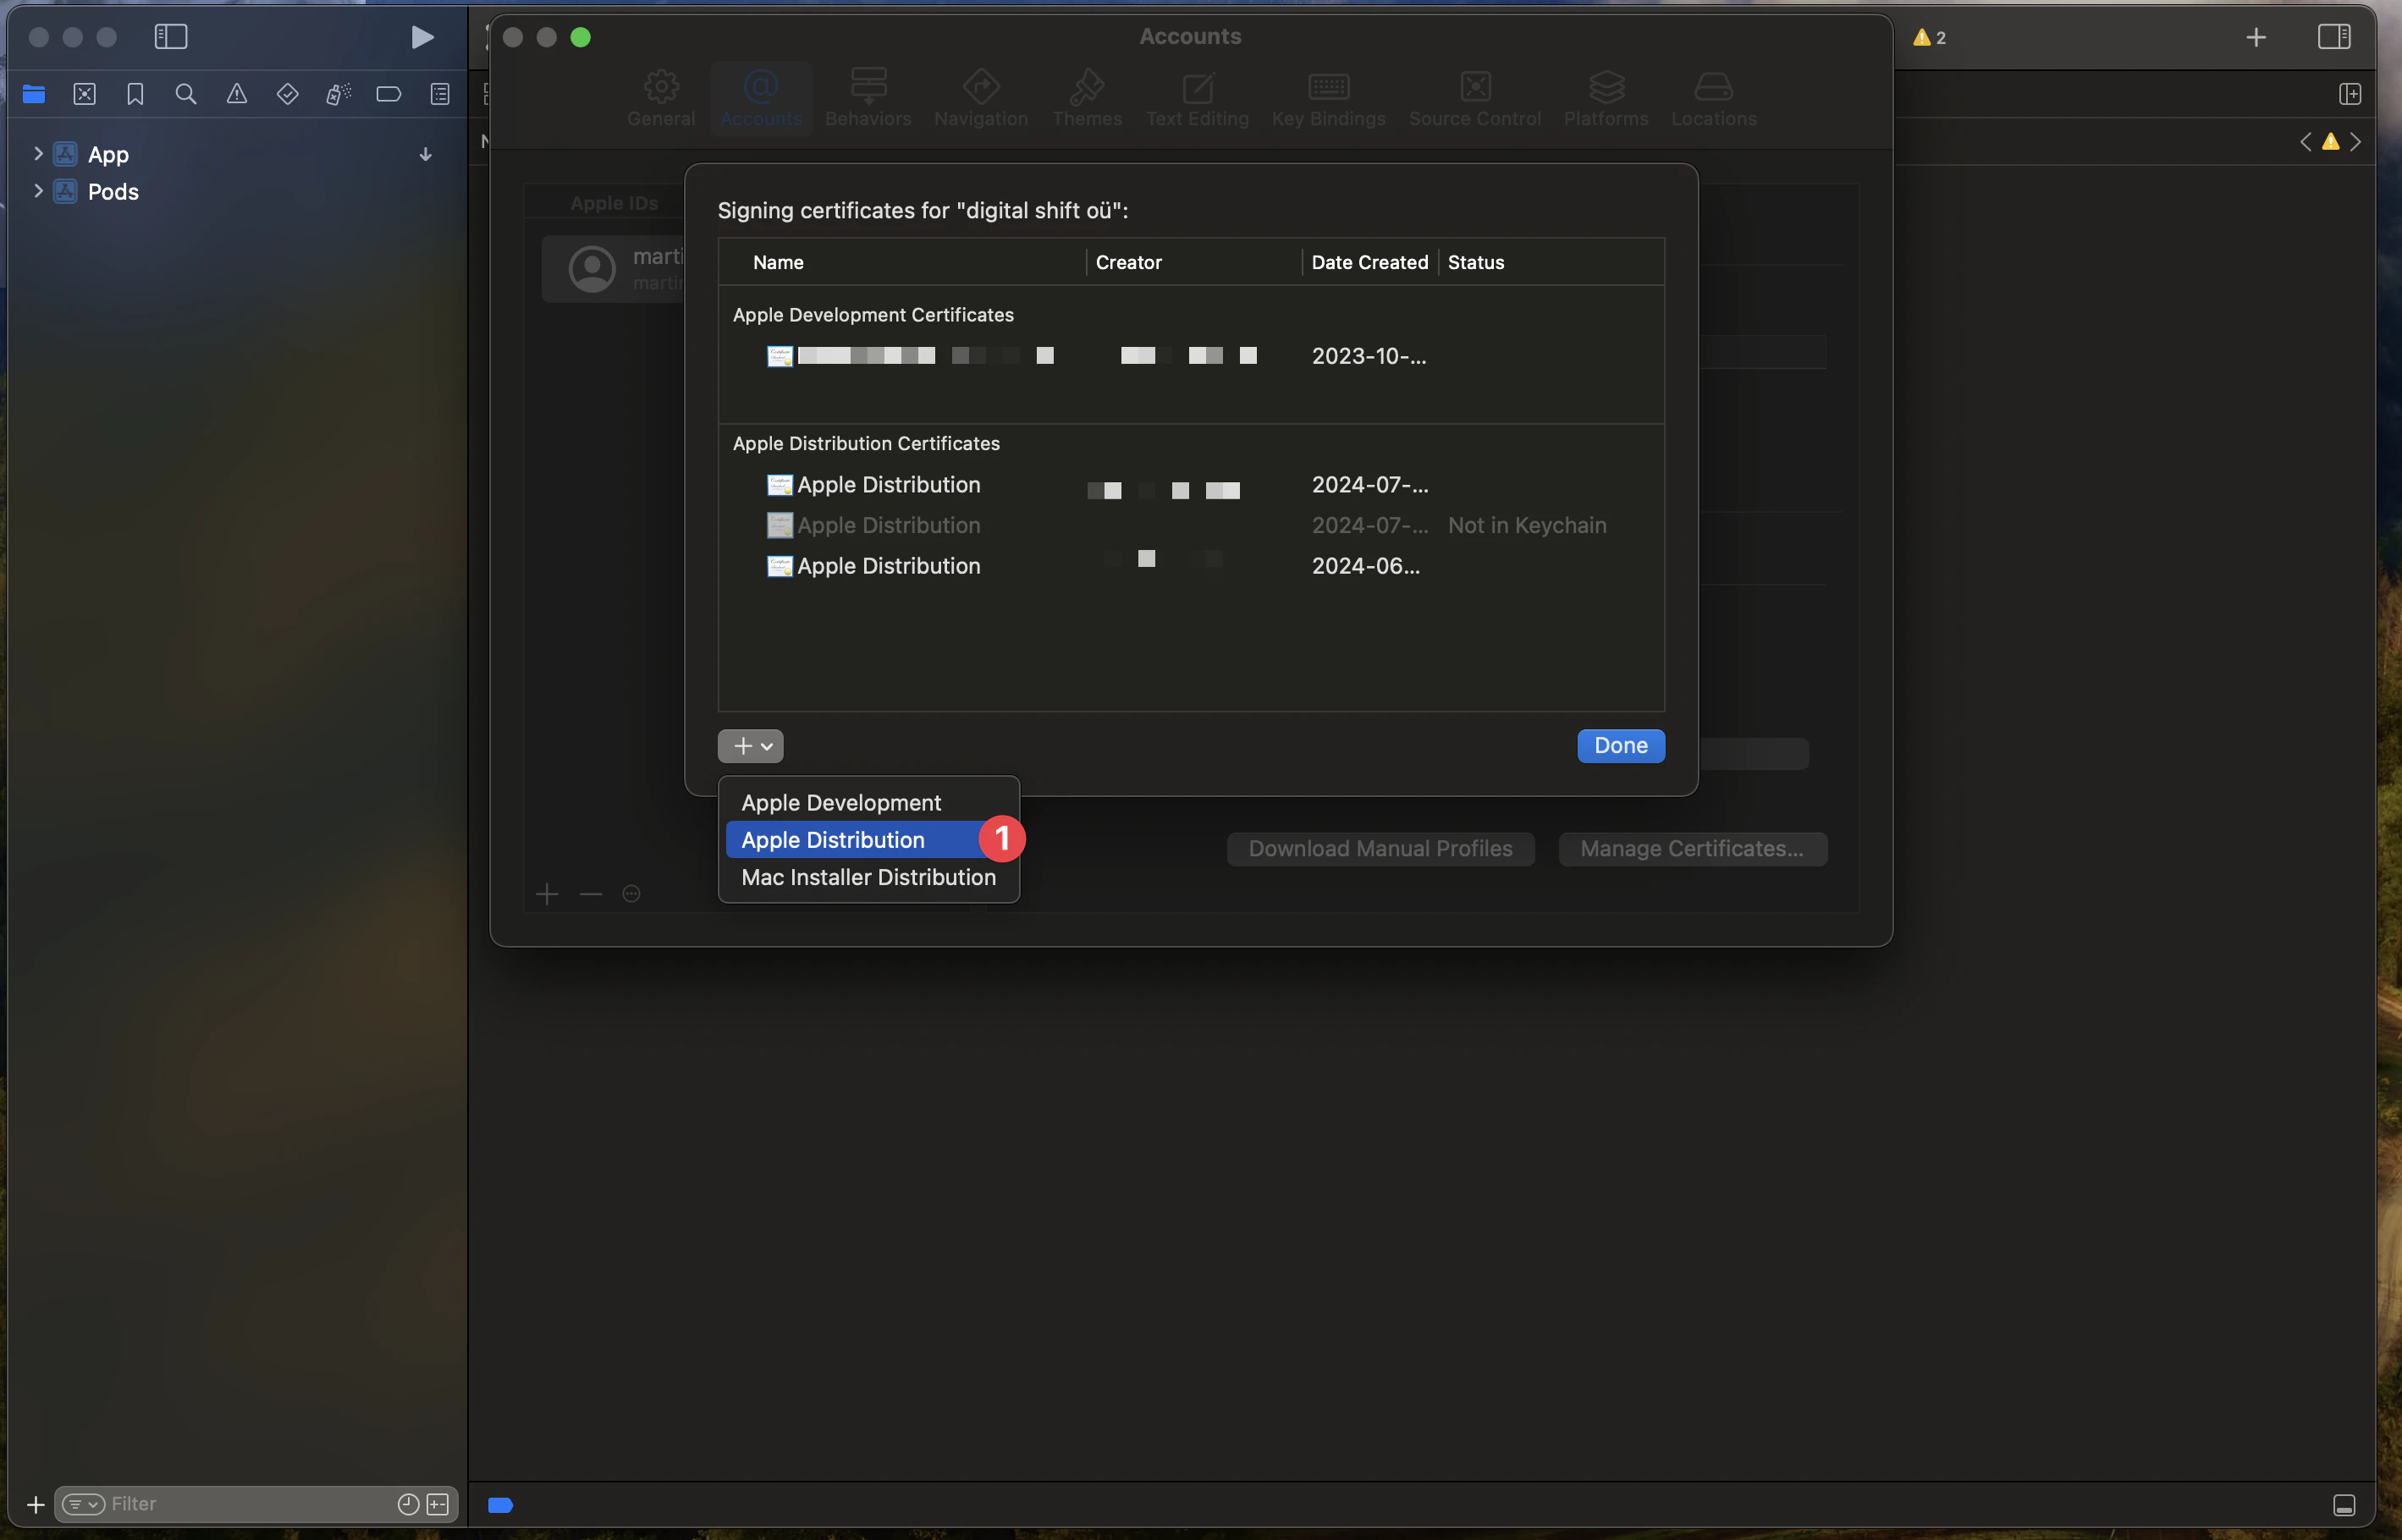 Accounts
2
General
Accounts
Behaviors
Navigation
Themes
Text Editing
Key Bindings
Source Control
Platforms
Locations
App
Pods
Apple IDs
Signing certificates for "digital shift oü":
Name
Creator
Date Created
Status
Apple Development Certificates
2023-10-...
Apple Distribution Certificates
Apple Distribution
2024-07-...
Apple Distribution
2024-07-...
Not in Keychain
Apple Distribution
2024-06...
Done
Apple Development
Apple Distribution
1
Mac Installer Distribution
Download Manual Profiles
Manage Certificates...
Filter